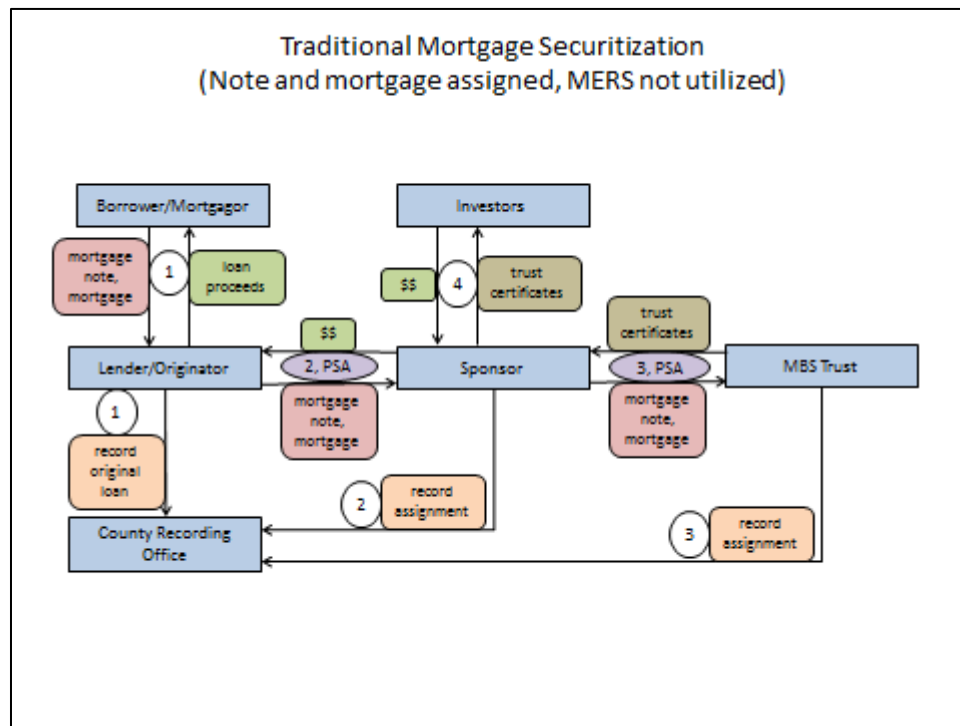 Traditional Mortgage Securitization
(Note and mortgage assigned, MERS not utilized)
Borrower/Mortgagor
Investors
mortgage
note,
mortgage
1
loan
proceeds
$$
4
trust
certificates
trust
certificates
$$
Lender/Originator
2, PSA
Sponsor
3, PSA
MBS Trust
mortgage
note,
mortgage
mortgage
note,
mortgage
1
record
original
loan
2
record
assignment
County Recording
Office
3
record
assignment